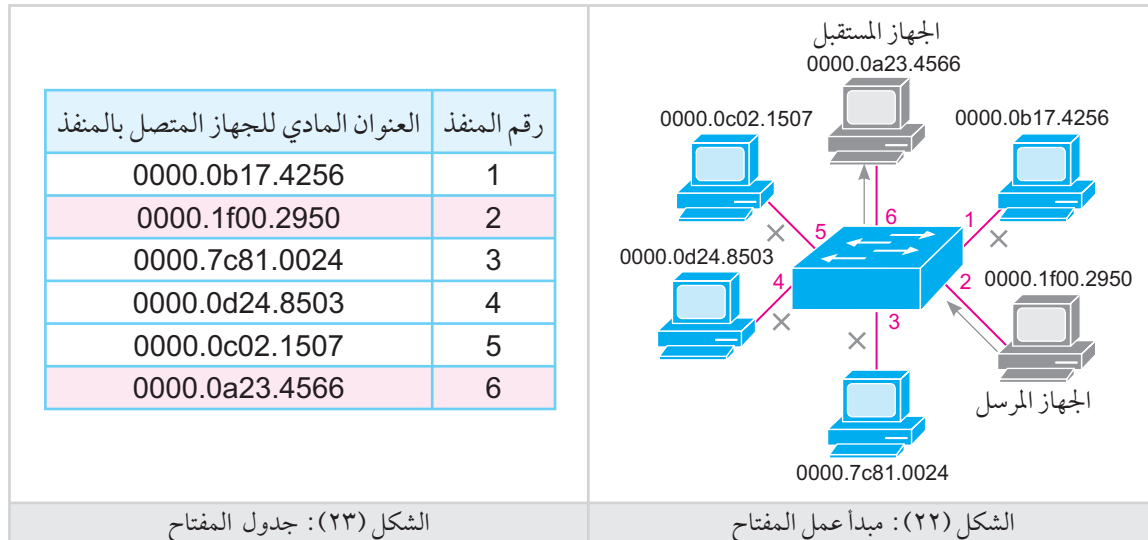 الجهاز المستقبل
0000.0a23.4566
0000.0b17.4256
0000.0c02.1507
6
1
5
0000.0d24.8503
4
2
0000.1f00.2950
3
الجهاز المرسل
0000.7c81.0024
الشكل (٢٢): مبدأ عمل المفتاح
رقم المنفذ العنوان المادي للجهاز المتصل بالمنفذ
1 0000.0b17.4256
2 0000.1f00.2950
3 0000.7c81.0024
4 0000.0d24.8503
5 0000.0c02.1507
6 0000.0a23.4566
الشكل (٢٣): جدول المفتاح